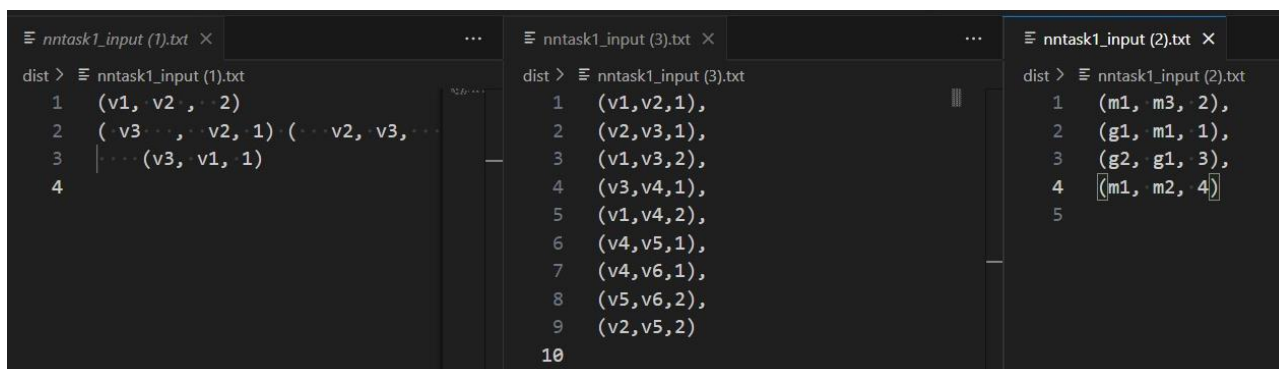 nntask1_input (1).txt × ···
dist > nntask1_input (1).txt
1 (v1, v2 , 2)
2 ( v3 , v2, 1) ( v2, v3,
3 (v3, v1, 1)
4
nntask1_input (3).txt × ···
dist > nntask1_input (3).txt
1 (v1,v2,1),
2 (v2,v3,1),
3 (v1,v3,2),
4 (v3,v4,1),
5 (v1,v4,2),
6 (v4,v5,1),
7 (v4,v6,1),
8 (v5,v6,2),
9 (v2,v5,2)
10
nntask1_input (2).txt ×
dist > nntask1_input (2).txt
1 (m1, m3, 2),
2 (g1, m1, 1),
3 (g2, g1, 3),
4 (m1, m2, 4)
5